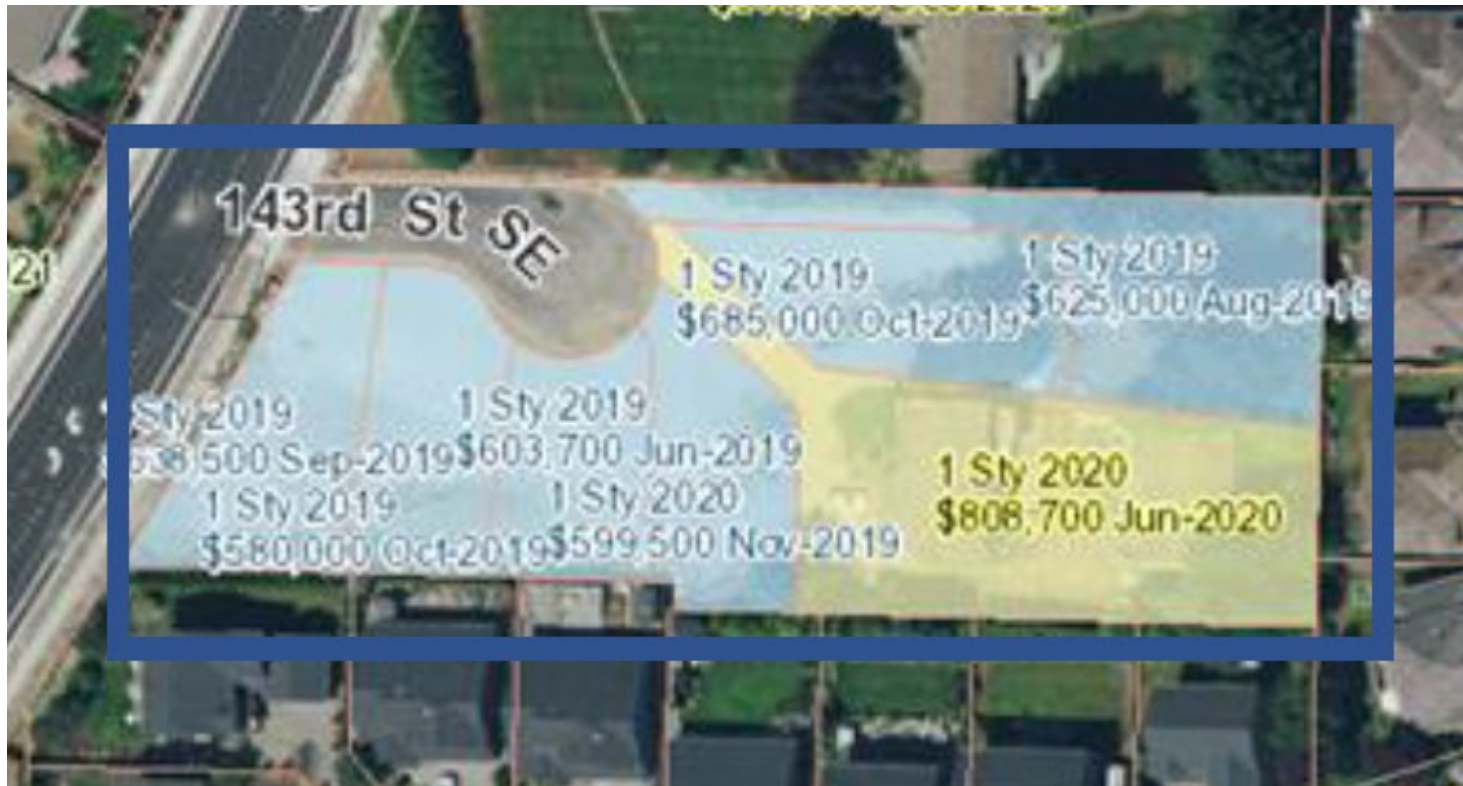 21
143rd St SE
1 Sty 2019
$685,000 Oct-2019
1 Sty 2019
$625,000 Aug-2019
Sty 2019
500 Sep-2019
1 Sty 2019
$603,700 Jun-2019
1 Sty 2019
$580,000 Oct-2019
1 Sty 2020
$599,500 Nov-2019
1 Sty 2020
$808,700 Jun-2020